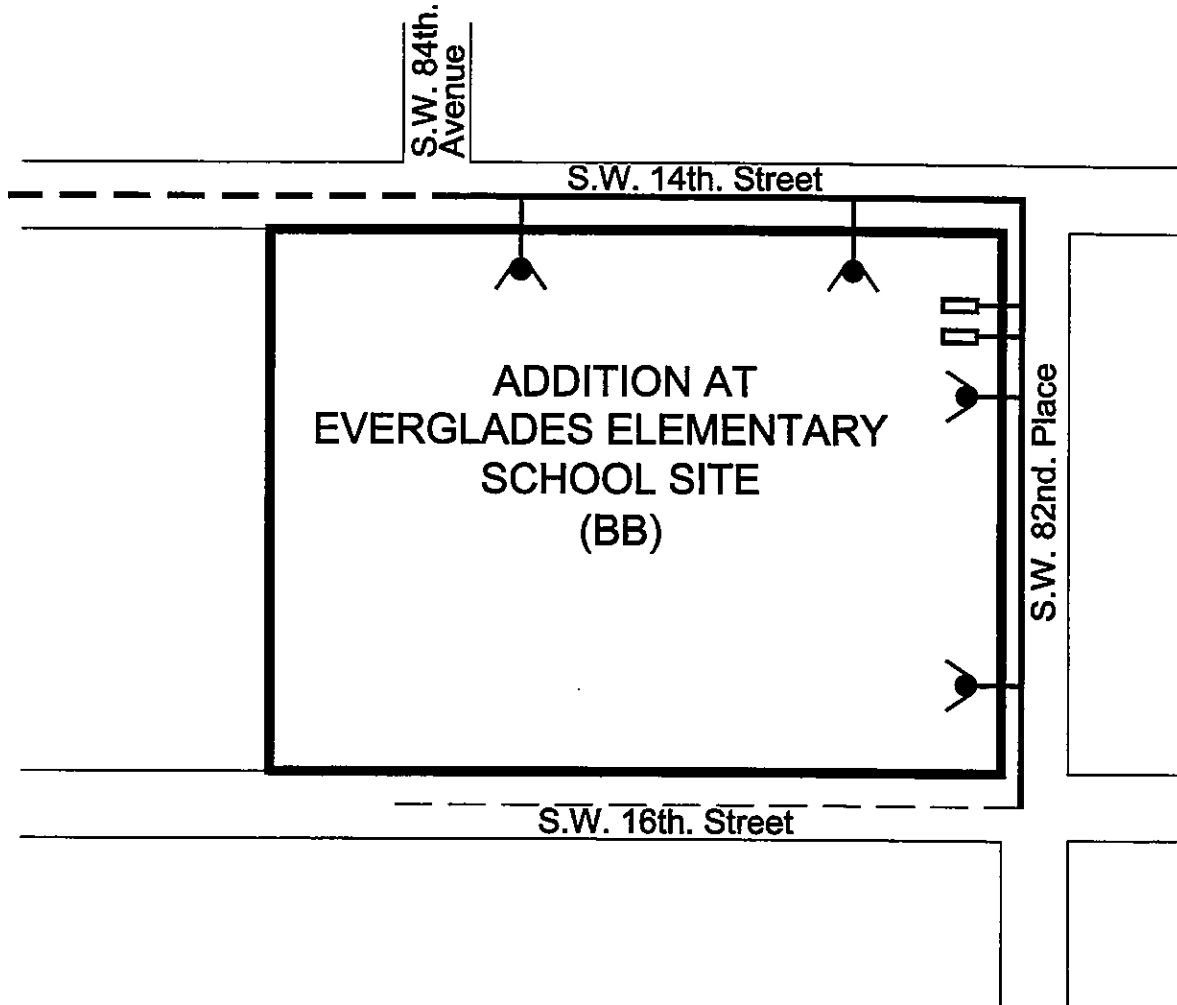 S.W. 84th.
Avenue
S.W. 14th. Street
ADDITION AT
EVERGLADES ELEMENTARY
SCHOOL SITE
(BB)
S.W. 82nd. Place
S.W. 16th. Street